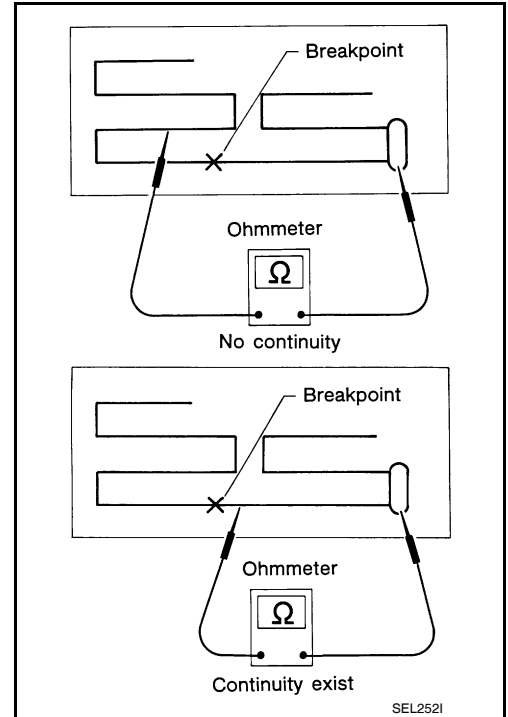 Breakpoint
Ohmmeter
Ω
No continuity
Breakpoint
Ohmmeter
Ω
Continuity exist
SEL252I